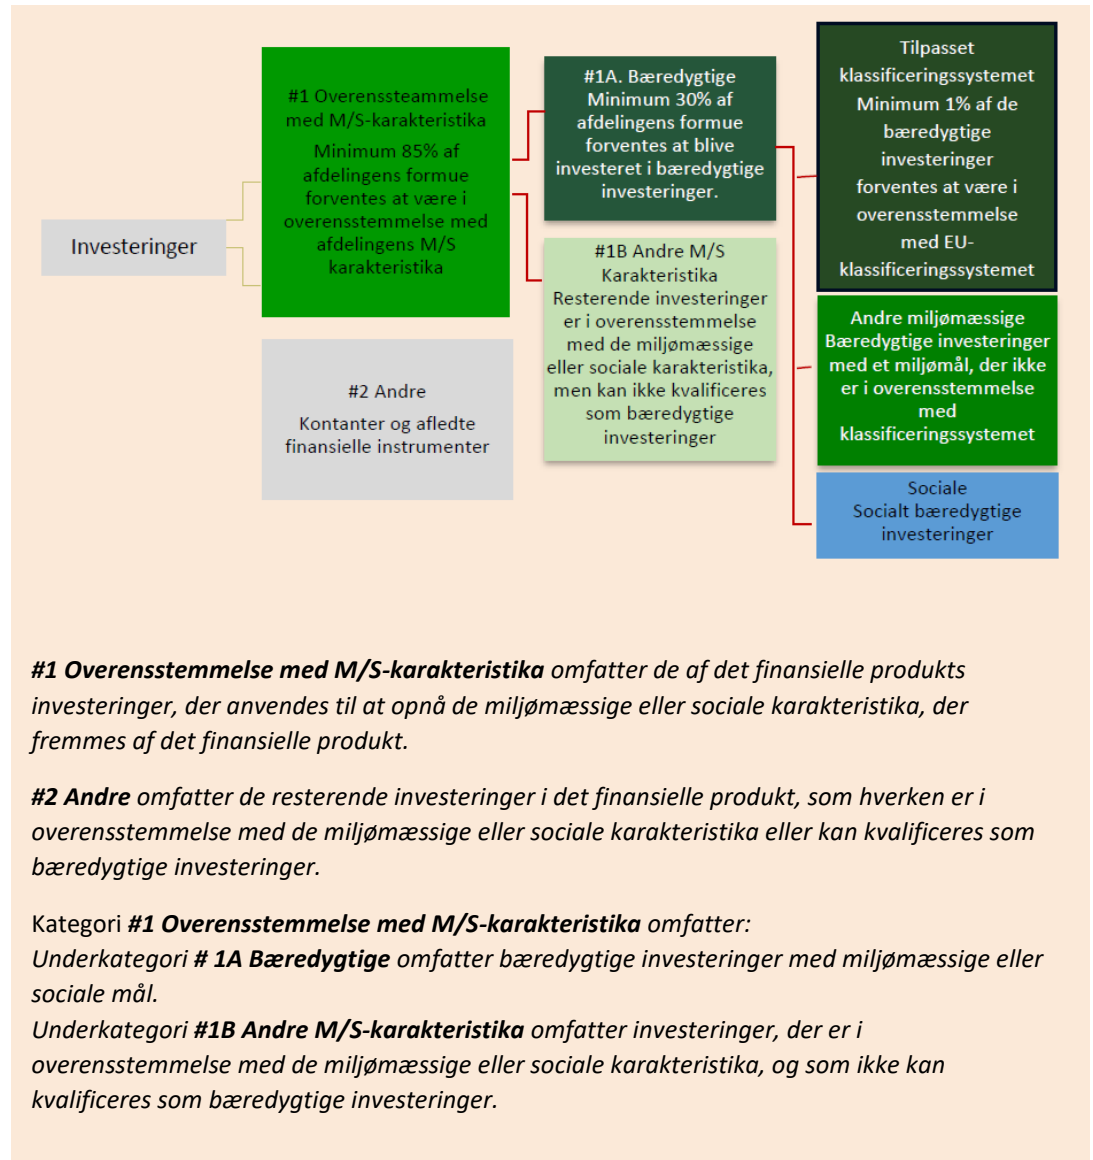 Investeringer
#1 Overenssteammelse
med M/S-karakteristika
Minimum 85% af
afdelingens formue
forventes at være i
overensstemmelse med
afdelingens M/S
karakteristika
#2 Andre
Kontanter og afledte
finansielle instrumenter
#1A. Bæredygtige
Minimum 30% af
afdelingens formue
forventes at blive
investeret i bæredygtige
investeringer.
#1B Andre M/S
Karakteristika
Resterende investeringer
er i overensstemmelse
med de miljømæssige
eller sociale karakteristika,
men kan ikke kvalificeres
som bæredygtige
investeringer
Tilpasset
klassificeringssystemet
Minimum 1% af de
bæredygtige
investeringer
forventes at være i
overensstemmelse
med EU-
klassificeringssystemet
Andre miljømæssige
Bæredygtige investeringer
med et miljømål, der ikke
er i overensstemmelse
med
klassificeringssystemet
Sociale
Socialt bæredygtige
investeringer
#1 Overensstemmelse med M/S-karakteristika omfatter de af det finansielle produkts
investeringer, der anvendes til at opnå de miljømæssige eller sociale karakteristika, der
fremmes af det finansielle produkt.
#2 Andre omfatter de resterende investeringer i det finansielle produkt, som hverken er i
overensstemmelse med de miljømæssige eller sociale karakteristika eller kan kvalificeres som
bæredygtige investeringer.
Kategori #1 Overensstemmelse med M/S-karakteristika omfatter:
Underkategori # 1A Bæredygtige omfatter bæredygtige investeringer med miljømæssige eller
sociale mål.
Underkategori #1B Andre M/S-karakteristika omfatter investeringer, der er i
overensstemmelse med de miljømæssige eller sociale karakteristika, og som ikke kan
kvalificeres som bæredygtige investeringer.